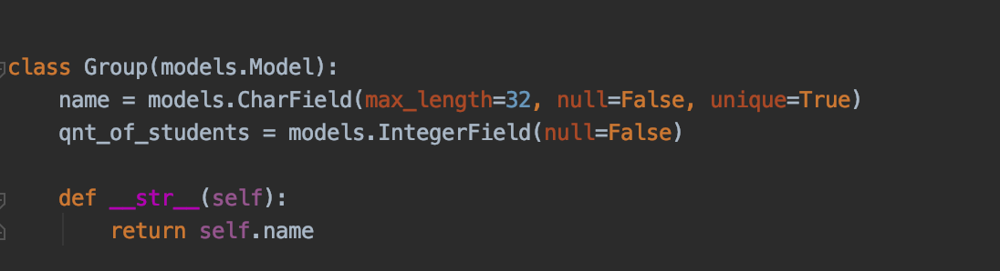 class Group(models.Model):
    name = models.CharField(max_length=32, null=False, unique=True)
    qnt_of_students = models.IntegerField(null=False)

    def __str__(self):
        return self.name